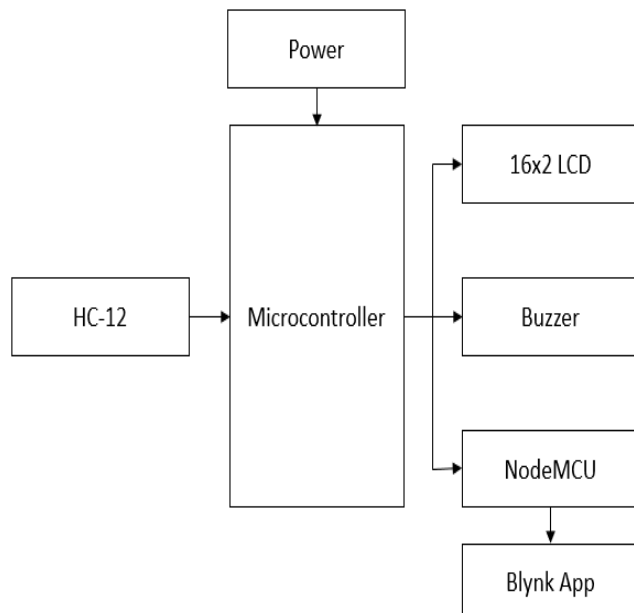 Power
16x2 LCD
HC-12
Microcontroller
Buzzer
NodeMCU
Blynk App